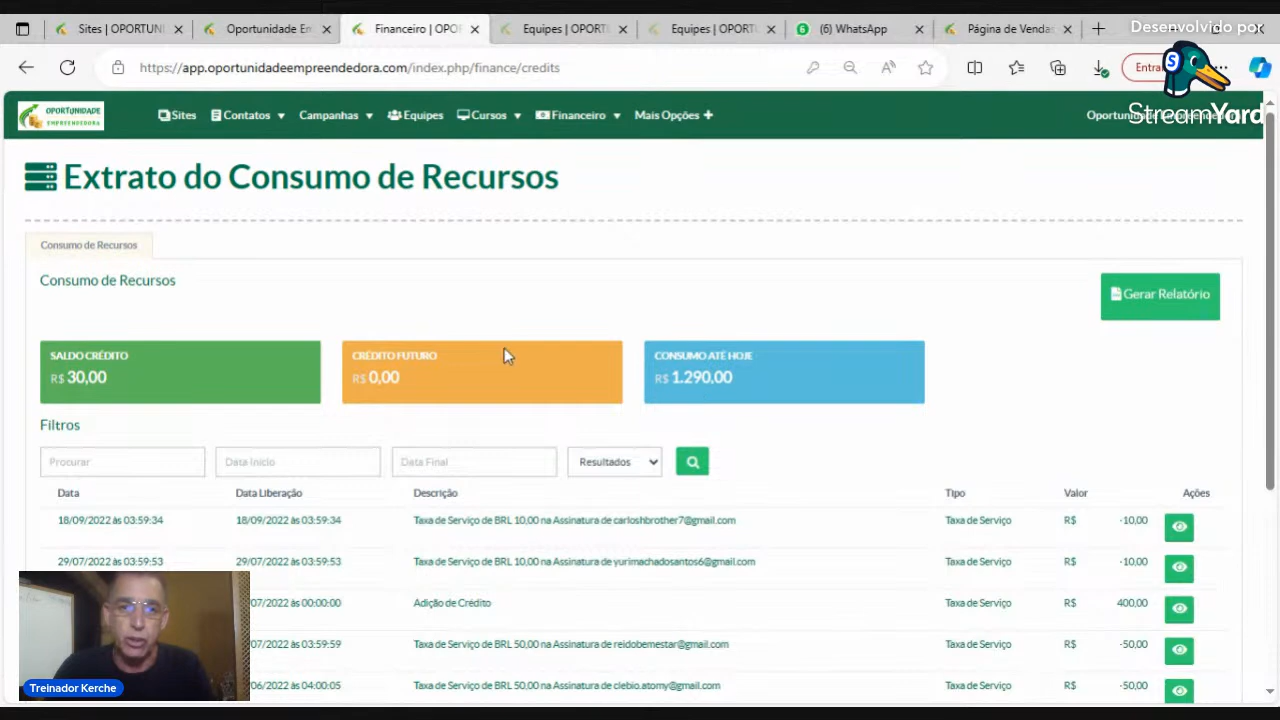 Sites | OPORTUNI
Oportunidade Em
Financeiro | OPO
Equipes | OPORT
Equipes | OPORT
(6) WhatsApp
Página de Vendas
Desenvolvido por
https://app.oportunidadeempreendedora.com/index.php/finance/credits
StreamYard
OPORTUNIDADE
EMPREENDEDORA
Sites
Contatos
Campanhas
Equipes
Cursos
Financeiro
Mais Opções
Extrato do Consumo de Recursos
Consumo de Recursos
Consumo de Recursos
Gerar Relatório
SALDO CRÉDITO
R$ 30,00
CRÉDITO FUTURO
R$ 0,00
CONSUMO ATÉ HOJE
R$ 1.290,00
Filtros
Procurar
Data Inicio
Data Final
Resultados
Data Data Liberação Descrição Tipo Valor Ações
18/09/2022 às 03:59:34 18/09/2022 às 03:59:34 Taxa de Serviço de BRL 10,00 na Assinatura de carloshbrother7@gmail.com Taxa de Serviço R$ -10,00
29/07/2022 às 03:59:53 29/07/2022 às 03:59:53 Taxa de Serviço de BRL 10,00 na Assinatura de yurimachadosantos6@gmail.com Taxa de Serviço R$ -10,00
07/2022 às 00:00:00 Adição de Crédito Taxa de Serviço R$ 400,00
07/2022 às 03:59:59 Taxa de Serviço de BRL 50,00 na Assinatura de reidobemestar@gmail.com Taxa de Serviço R$ -50,00
06/2022 às 04:00:05 Taxa de Serviço de BRL 50,00 na Assinatura de clebio.atomy@gmail.com Taxa de Serviço R$ -50,00
Treinador Kerche